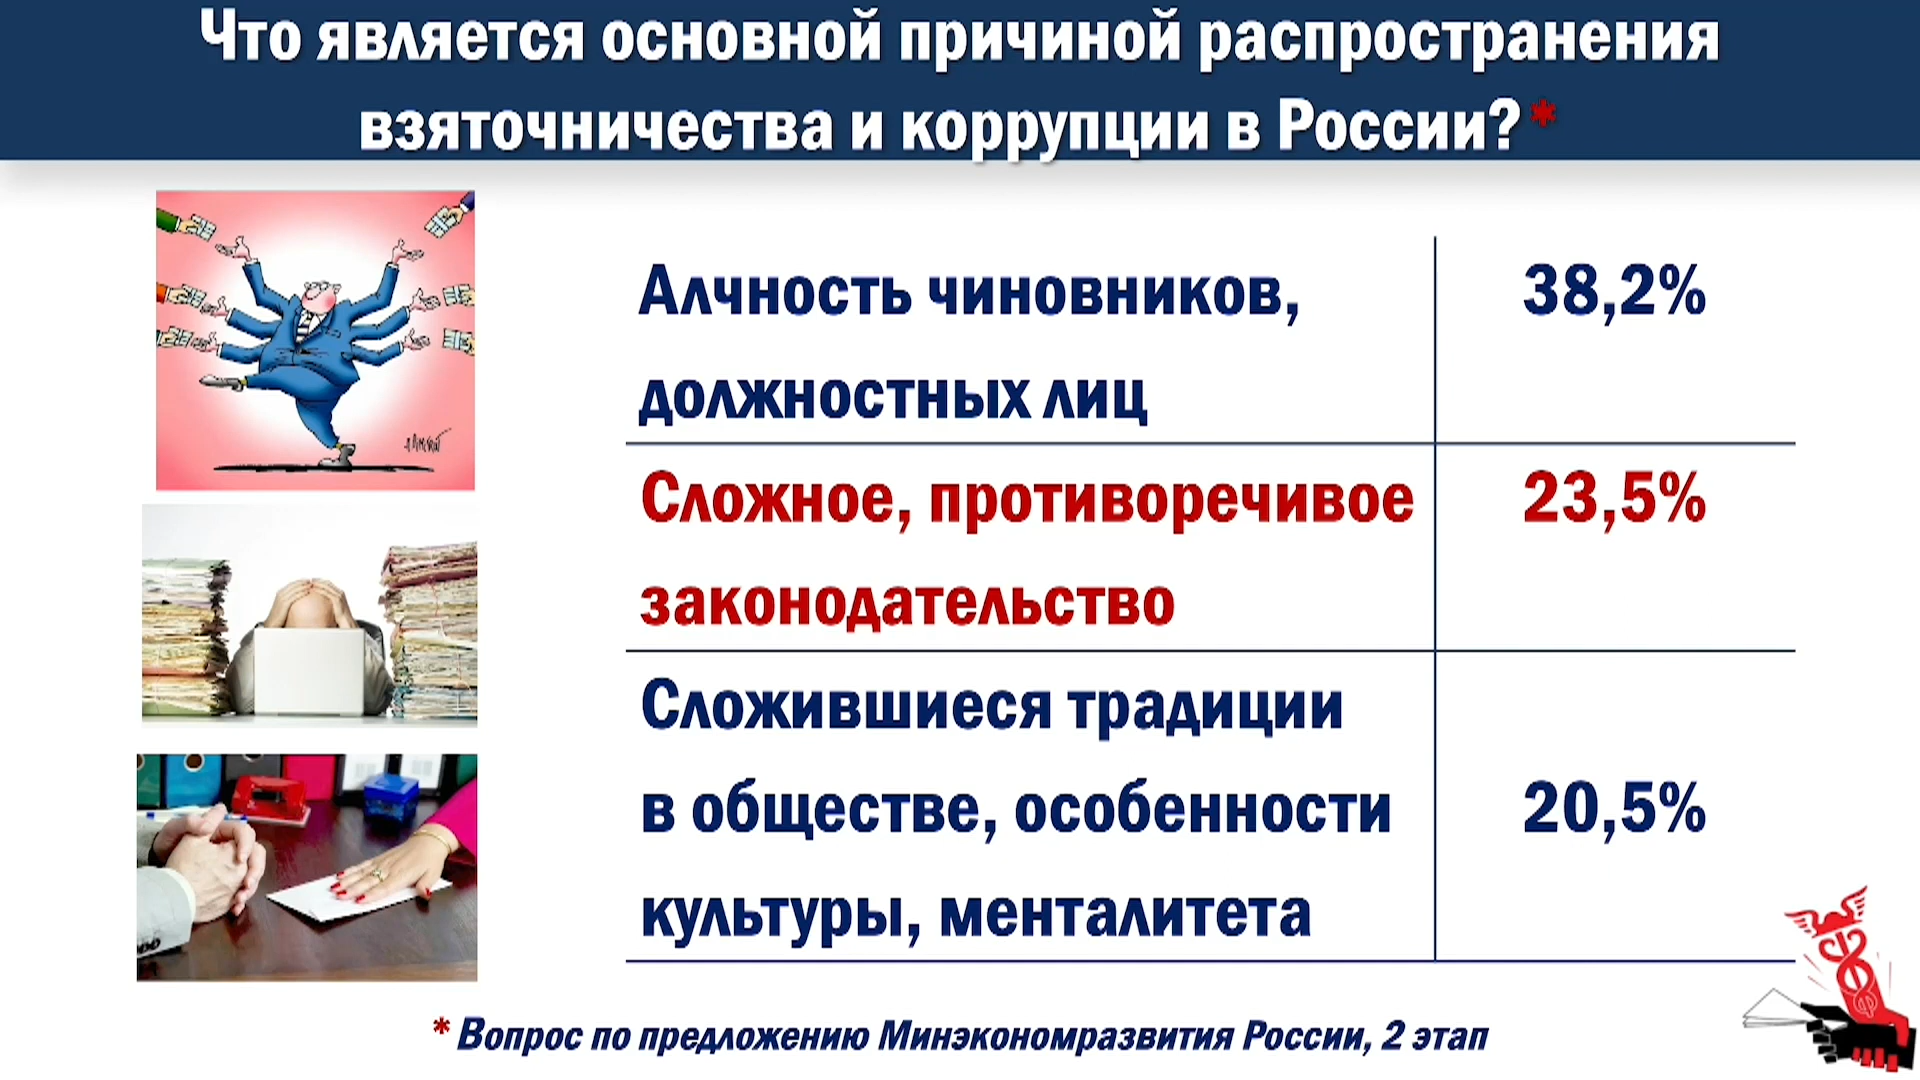 Что является основной причиной распространения
взяточничества и коррупции в России?*
Алчность чиновников,
должностных лиц
38,2%
Сложное, противоречивое
законодательство
23,5%
Сложившиеся традиции
в обществе, особенности
культуры, менталитета
20,5%
* Вопрос по предложению Минэкономразвития России, 2 этап